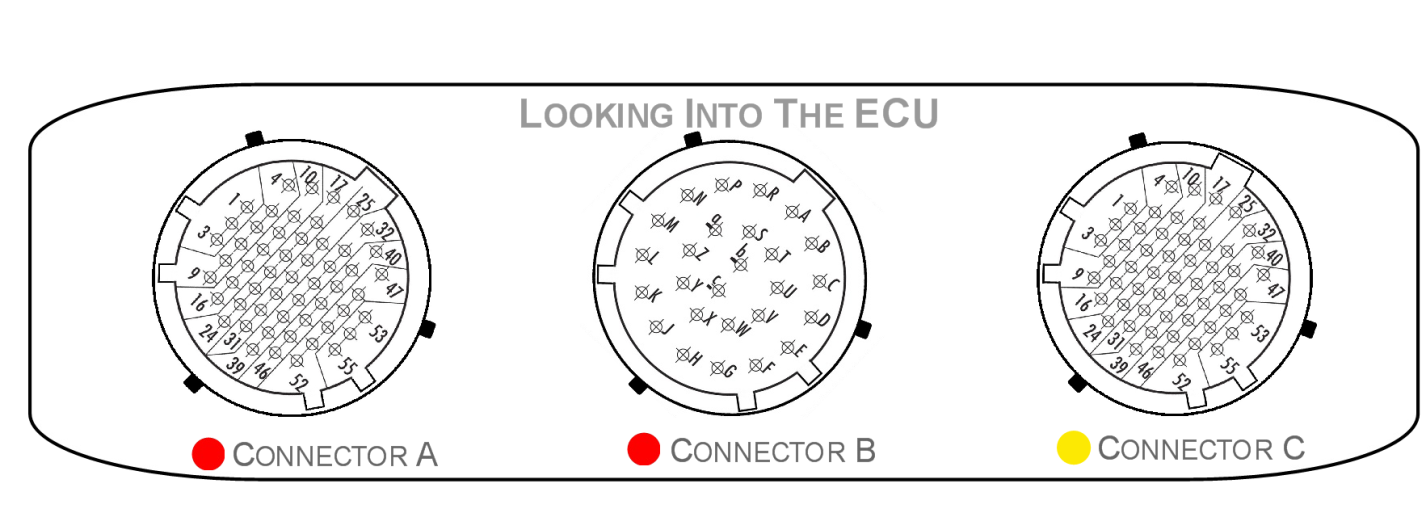 LOOKING INTO THE ECU
4 10 17
1 25
3 32
40
9 47
16
24 31 53
39 46 52 55
P
N R
M a A
S
L Z b T B
K Y c U C
J X W V D
H G F E
4 10 17
1 25
3 32
40
9 47
16
24 31 53
39 46 52 55
CONNECTOR A
CONNECTOR B
CONNECTOR C